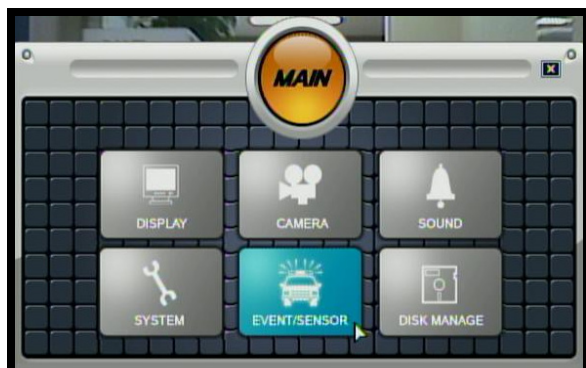 MAIN
DISPLAY
CAMERA
SOUND
SYSTEM
EVENT/SENSOR
DISK MANAGE